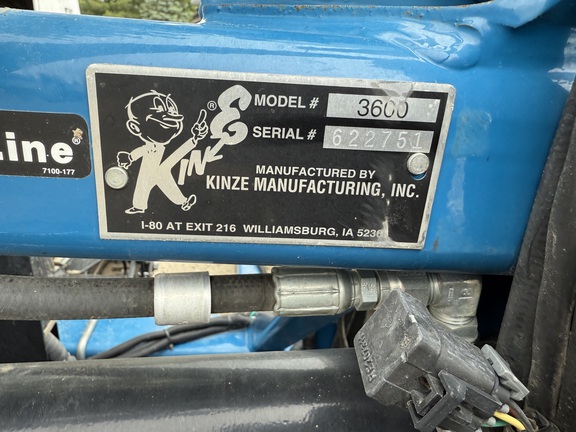 Line®
7100-177
KINZE®
MODEL # 3600
SERIAL # 622751
MANUFACTURED BY
KINZE MANUFACTURING, INC.
I-80 AT EXIT 216 WILLIAMSBURG, IA